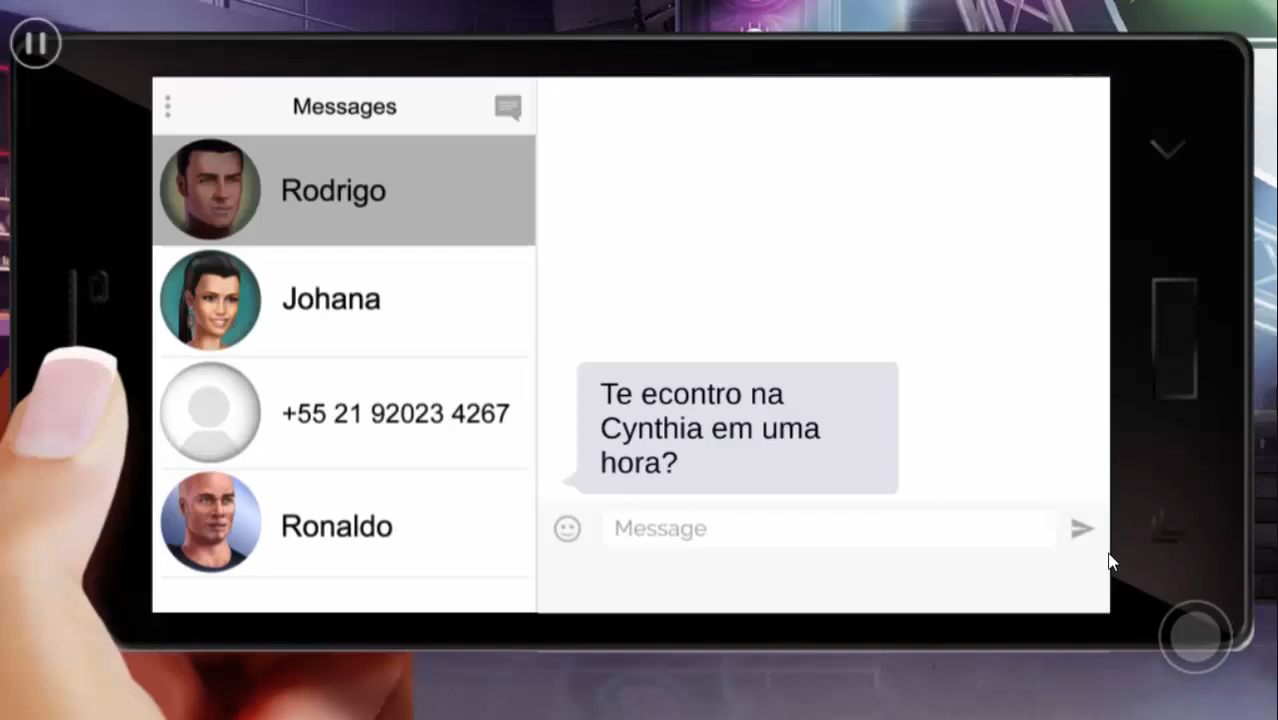 Messages
Rodrigo
Johana
+55 21 92023 4267
Ronaldo
Te econtro na
Cynthia em uma
hora?
Message